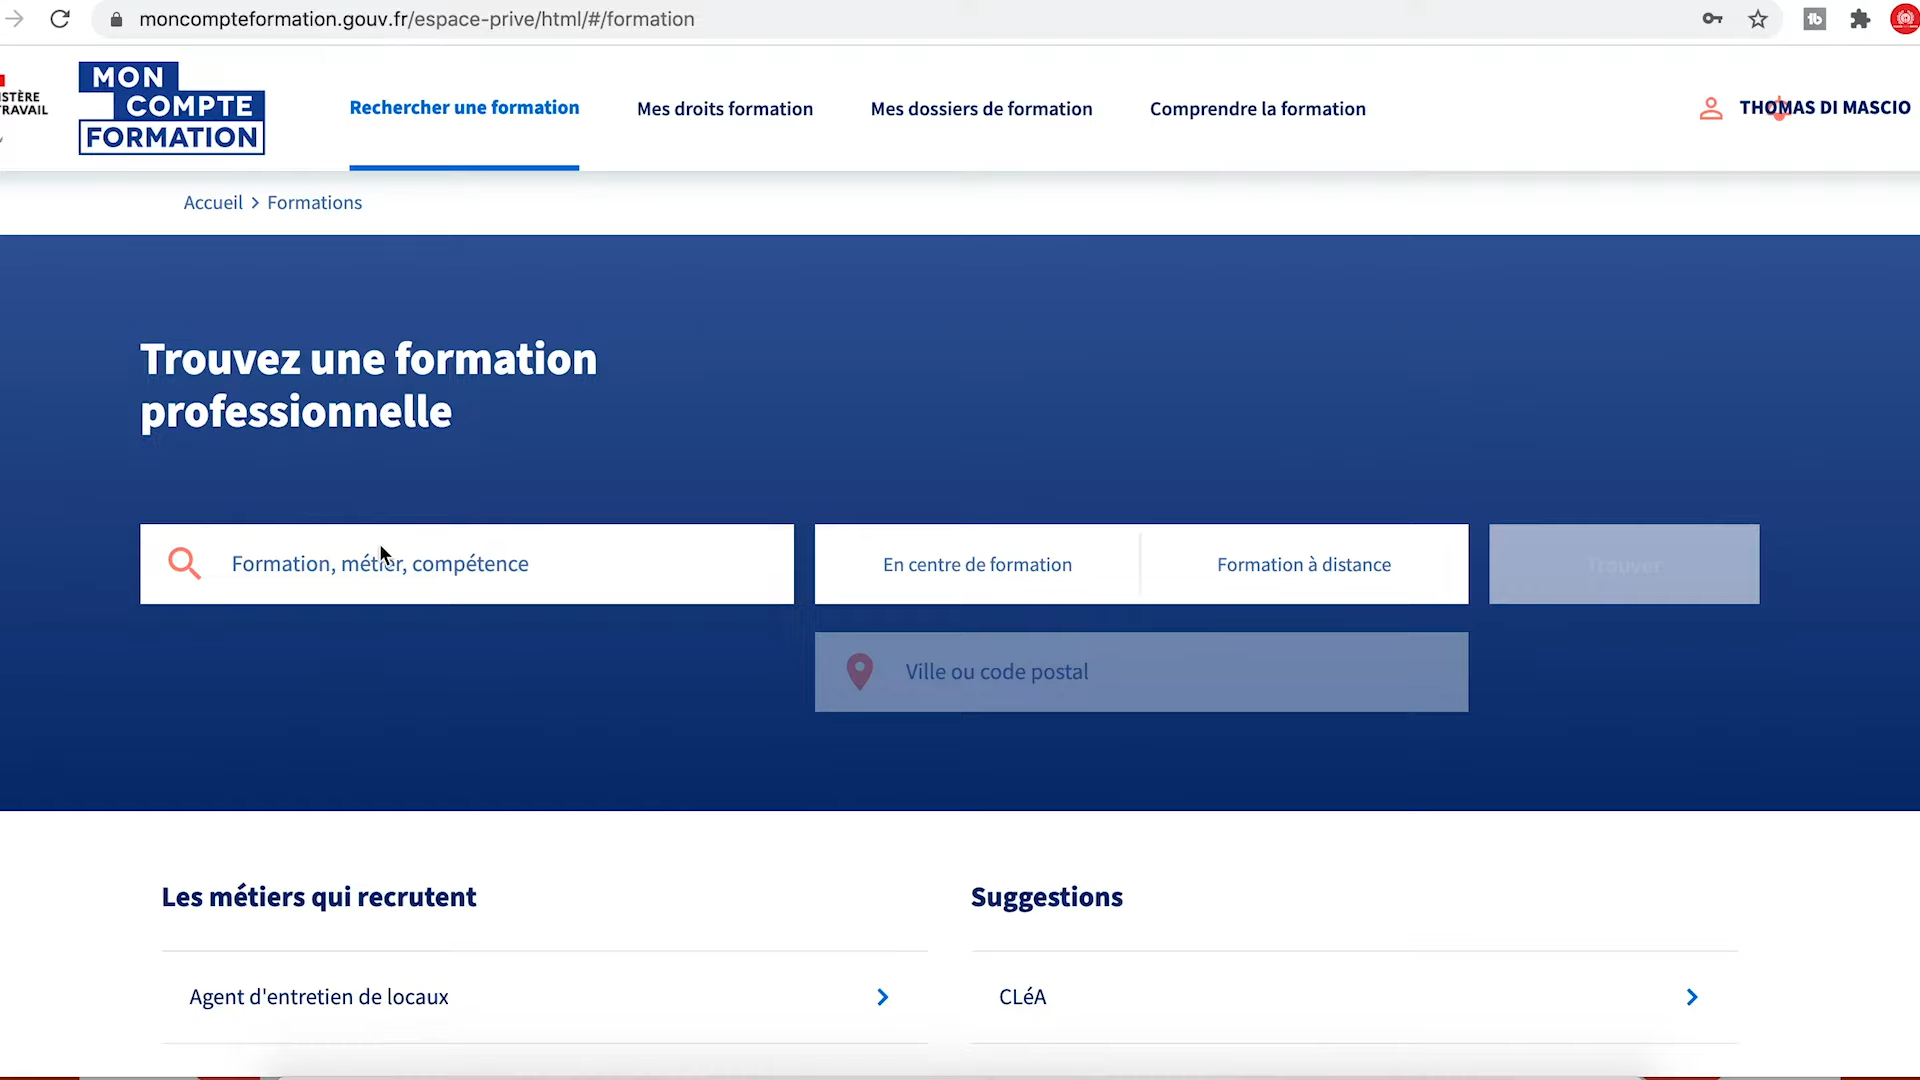 moncompteformation.gouv.fr/espace-prive/html/#/formation
MON
COMPTE
FORMATION
Rechercher une formation
Mes droits formation
Mes dossiers de formation
Comprendre la formation
THOMAS DI MASCIO
Accueil > Formations
Trouvez une formation
professionnelle
Formation, métier, compétence
En centre de formation
Formation à distance
Trouver
Ville ou code postal
Les métiers qui recrutent
Suggestions
Agent d'entretien de locaux
CLéA